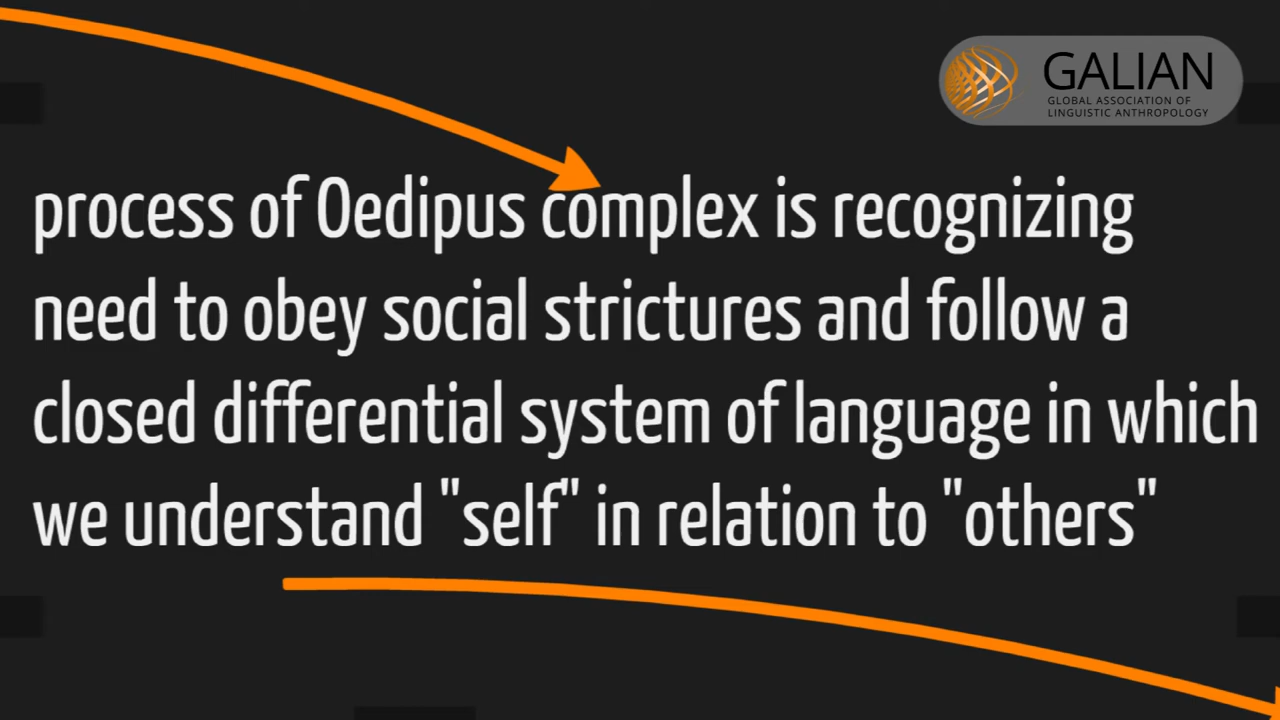 GALIAN
GLOBAL ASSOCIATION OF
LINGUISTIC ANTHROPOLOGY
process of Oedipus complex is recognizing
need to obey social strictures and follow a
closed differential system of language in which
we understand "self" in relation to "others"